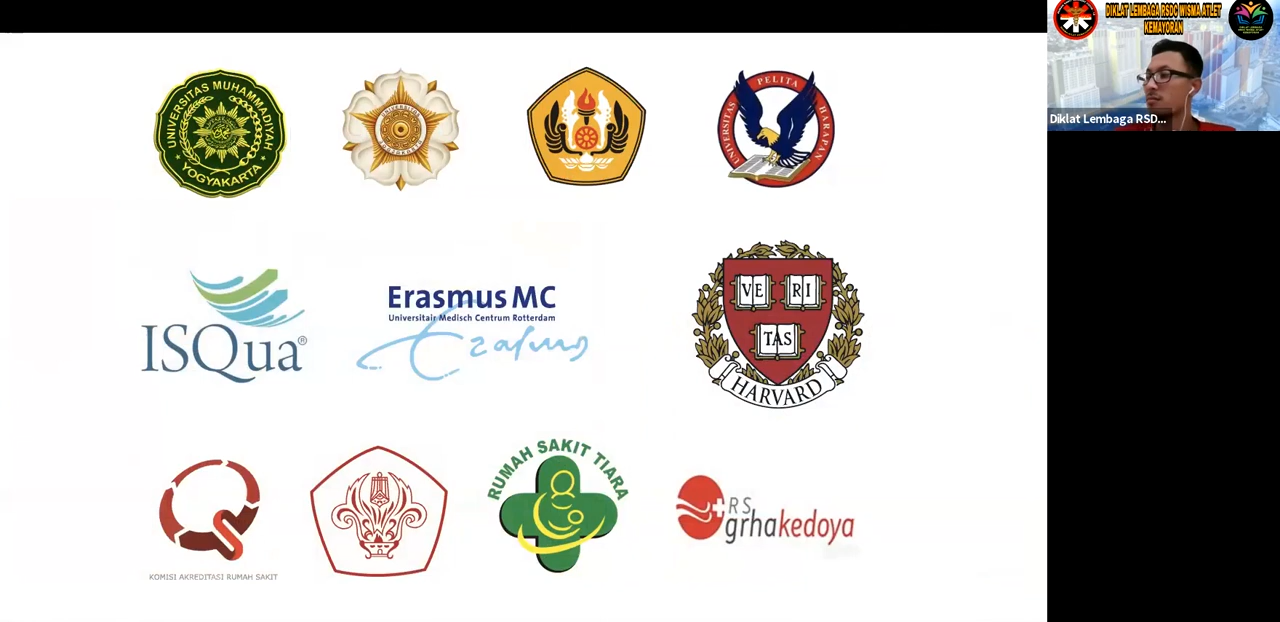 UNIVERSITAS MUHAMMADIYAH
YOGYAKARTA
UNIVERSITAS PELITA HARAPAN
ISQua®
Erasmus MC
Universitair Medisch Centrum Rotterdam
Erasmus
VE RI
TAS
HARVARD
KOMISI AKREDITASI RUMAH SAKIT
RUMAH SAKIT TIARA
RS
grhakedoya
DIKLAT LEMBAGA RSDC WISMA ATLET
KEMAYORAN
Diklat Lembaga RSD...